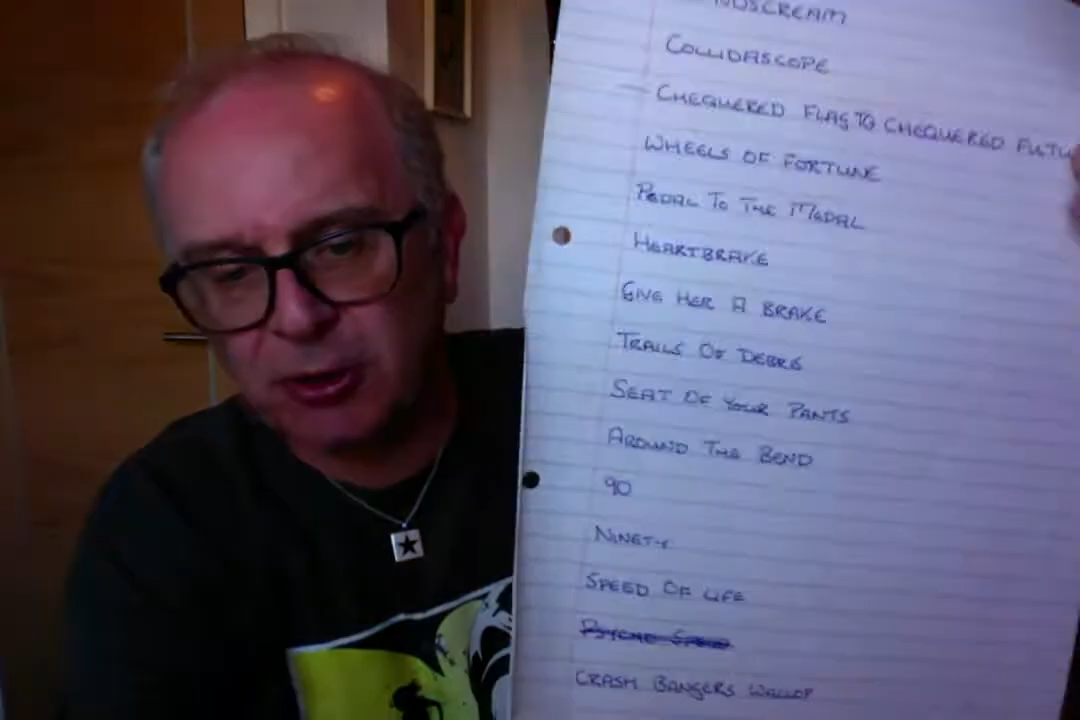 COLLIDASCOPE
CHEQUERED FLAG TO CHEQUERED
WHEELS OF FORTUNE
PEDAL TO THE MEDAL
HEARTBRAKE
GIVE HER A BRAKE
TRAILS OF DEBRIS
SEAT OF YOUR PANTS
AROUND THE BEND
90
NINETY
SPEED OF LIFE
CRASH BANGERS WALLOP